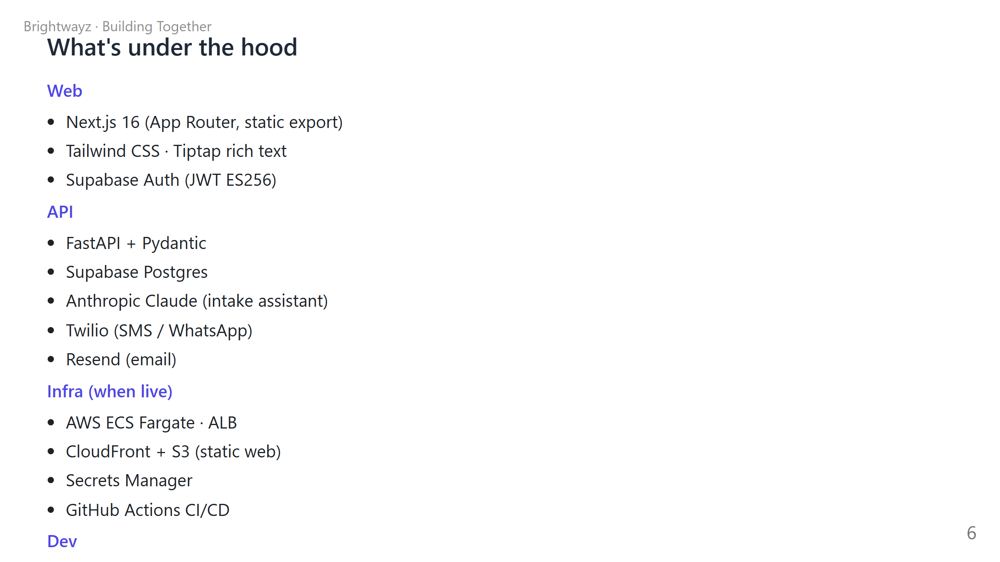 Brightwayz · Building Together
What's under the hood
Web
• Next.js 16 (App Router, static export)
• Tailwind CSS · Tiptap rich text
• Supabase Auth (JWT ES256)
API
• FastAPI + Pydantic
• Supabase Postgres
• Anthropic Claude (intake assistant)
• Twilio (SMS / WhatsApp)
• Resend (email)
Infra (when live)
• AWS ECS Fargate · ALB
• CloudFront + S3 (static web)
• Secrets Manager
• GitHub Actions CI/CD
Dev
6